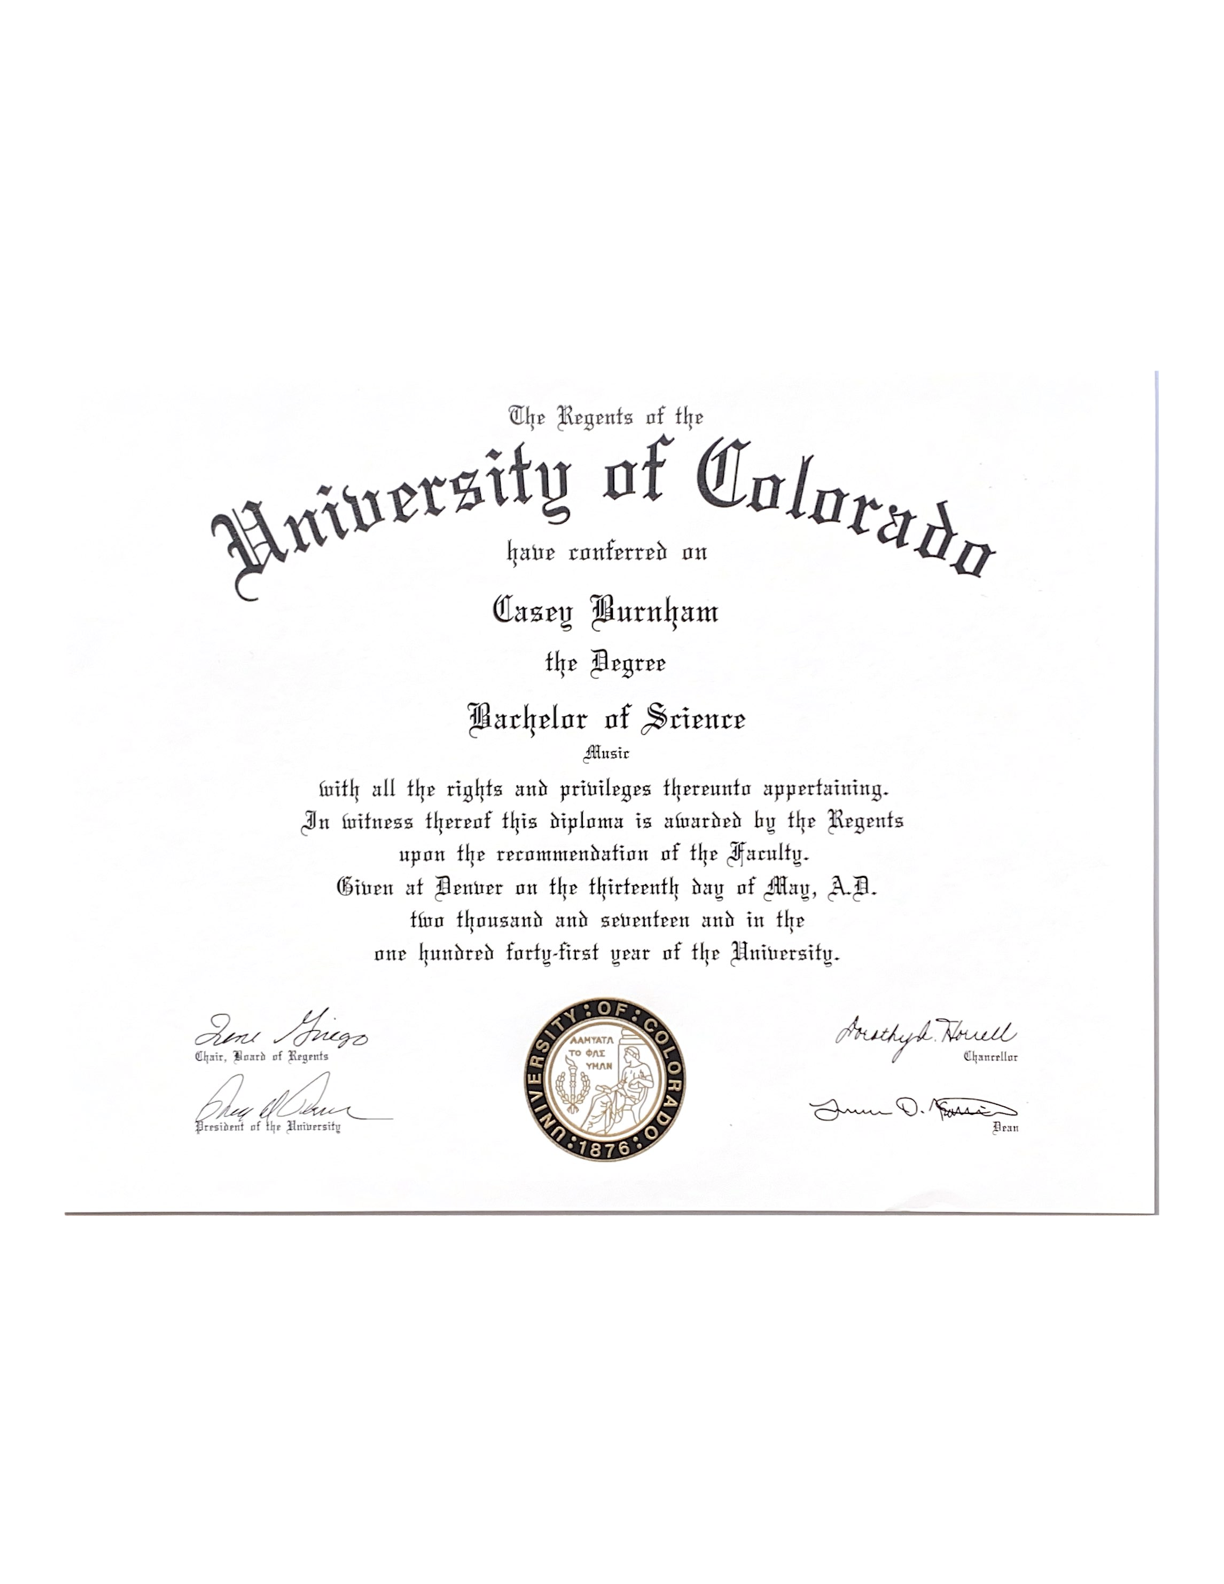 The Regents of the
University of Colorado
have conferred on
Casey Burnham
the Degree
Bachelor of Science
Music
with all the rights and privileges thereunto appertaining.
In witness thereof this diploma is awarded by the Regents
upon the recommendation of the Faculty.
Given at Denver on the thirteenth day of May, A.D.
two thousand and seventeen and in the
one hundred forty-first year of the University.
Irene Griego
Chair, Board of Regents
President of the University
UNIVERSITY : OF : COLORADO : 1876 :
ΛΑΜΨΑΤΩ
ΤΟ ΦΩΣ
ΥΜΩΝ
Dorothy A. Horrell
Chancellor
D.
Dean